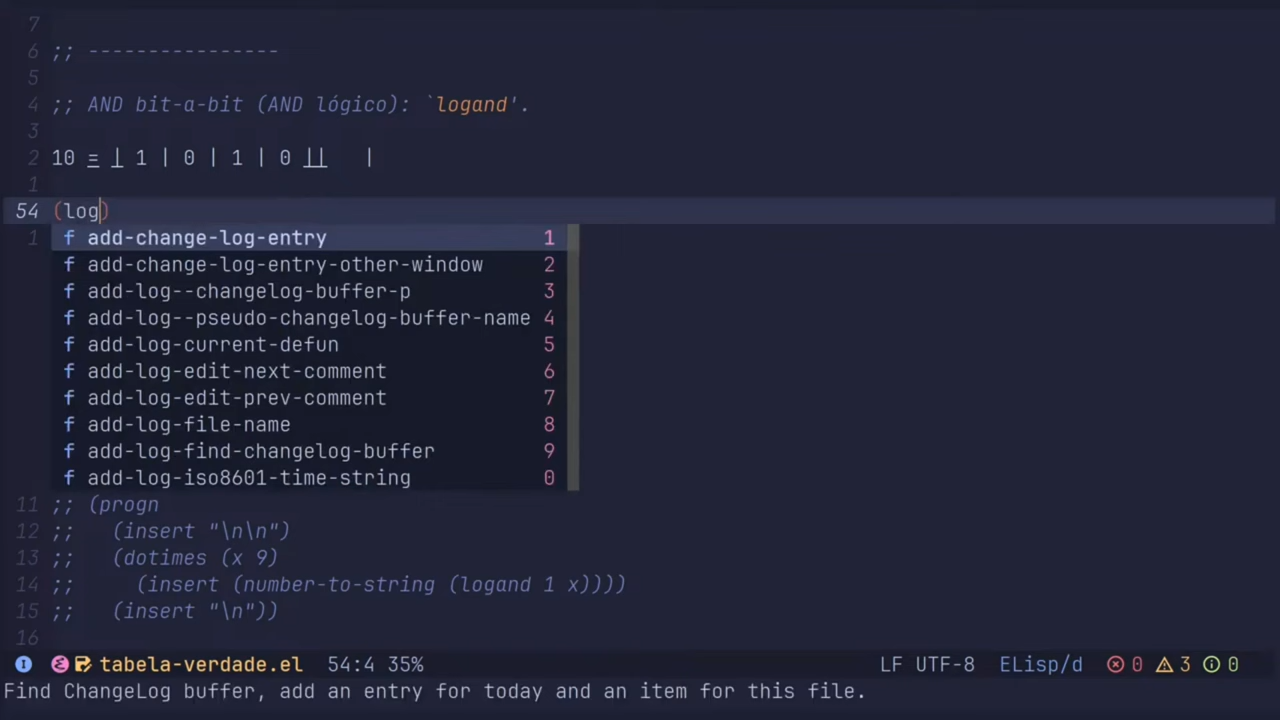 7
6 ;; ----------------
5
4 ;; AND bit-a-bit (AND lógico): `logand'.
3
2 10 = | 1 | 0 | 1 | 0 ||   |
1
54 (log)
1 f add-change-log-entry 1
f add-change-log-entry-other-window 2
f add-log--changelog-buffer-p 3
f add-log--pseudo-changelog-buffer-name 4
f add-log-current-defun 5
f add-log-edit-next-comment 6
f add-log-edit-prev-comment 7
f add-log-file-name 8
f add-log-find-changelog-buffer 9
f add-log-iso8601-time-string 0
11 ;; (progn
12 ;;   (insert "\n\n")
13 ;;   (dotimes (x 9)
14 ;;     (insert (number-to-string (logand 1 x))))
15 ;;   (insert "\n"))
16
I tabela-verdade.el 54:4 35% LF UTF-8 ELisp/d 0 3 0
Find ChangeLog buffer, add an entry for today and an item for this file.